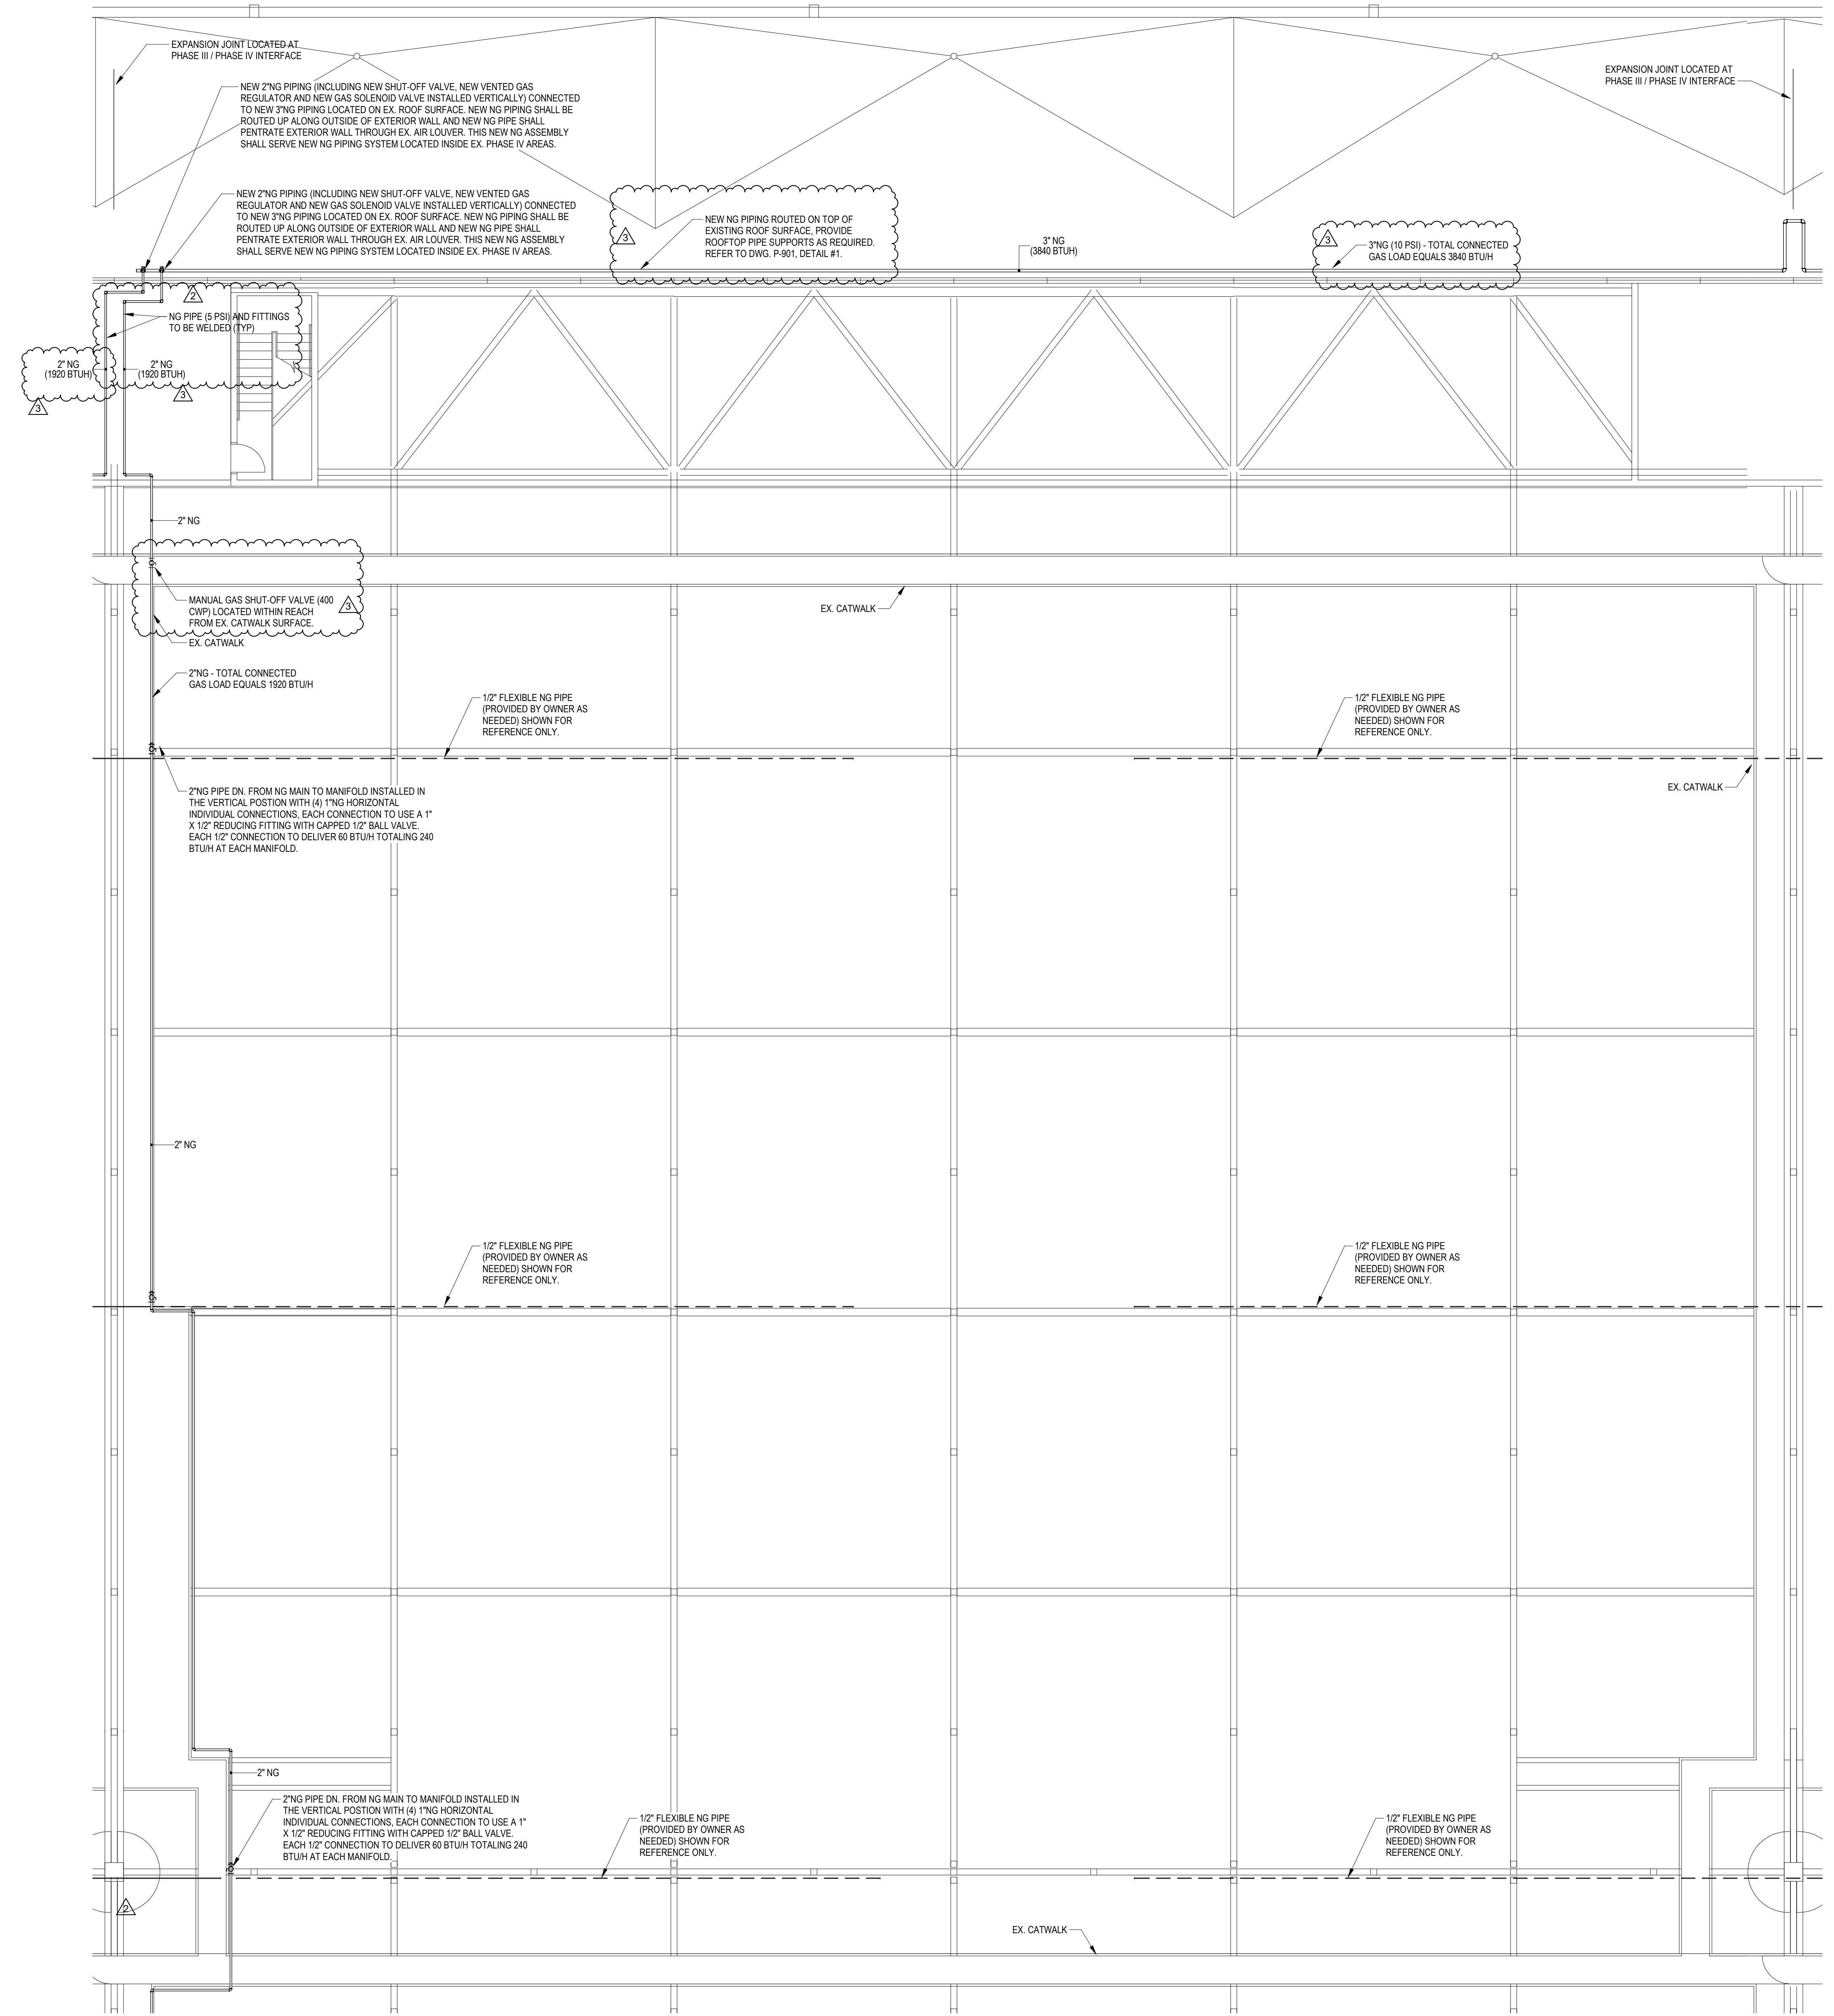 EXPANSION JOINT LOCATED AT
PHASE III / PHASE IV INTERFACE
EXPANSION JOINT LOCATED AT
PHASE III / PHASE IV INTERFACE
NEW 2"NG PIPING (INCLUDING NEW SHUT-OFF VALVE, NEW VENTED GAS
REGULATOR AND NEW GAS SOLENOID VALVE INSTALLED VERTICALLY) CONNECTED
TO NEW 3"NG PIPING LOCATED ON EX. ROOF SURFACE. NEW NG PIPING SHALL BE
ROUTED UP ALONG OUTSIDE OF EXTERIOR WALL AND NEW NG PIPE SHALL
PENTRATE EXTERIOR WALL THROUGH EX. AIR LOUVER. THIS NEW NG ASSEMBLY
SHALL SERVE NEW NG PIPING SYSTEM LOCATED INSIDE EX. PHASE IV AREAS.
NEW 2"NG PIPING (INCLUDING NEW SHUT-OFF VALVE, NEW VENTED GAS
REGULATOR AND NEW GAS SOLENOID VALVE INSTALLED VERTICALLY) CONNECTED
TO NEW 3"NG PIPING LOCATED ON EX. ROOF SURFACE. NEW NG PIPING SHALL BE
ROUTED UP ALONG OUTSIDE OF EXTERIOR WALL AND NEW NG PIPE SHALL
PENTRATE EXTERIOR WALL THROUGH EX. AIR LOUVER. THIS NEW NG ASSEMBLY
SHALL SERVE NEW NG PIPING SYSTEM LOCATED INSIDE EX. PHASE IV AREAS.
3
NEW NG PIPING ROUTED ON TOP OF
EXISTING ROOF SURFACE, PROVIDE
ROOFTOP PIPE SUPPORTS AS REQUIRED.
REFER TO DWG. P-901, DETAIL #1.
3" NG
(3840 BTUH)
3
3"NG (10 PSI) - TOTAL CONNECTED
GAS LOAD EQUALS 3840 BTU/H
2
NG PIPE (5 PSI) AND FITTINGS
TO BE WELDED (TYP)
2" NG
(1920 BTUH)
2" NG
(1920 BTUH)
3
3
2" NG
MANUAL GAS SHUT-OFF VALVE (400
CWP) LOCATED WITHIN REACH
FROM EX. CATWALK SURFACE.
3
EX. CATWALK
EX. CATWALK
2"NG - TOTAL CONNECTED
GAS LOAD EQUALS 1920 BTU/H
1/2" FLEXIBLE NG PIPE
(PROVIDED BY OWNER AS
NEEDED) SHOWN FOR
REFERENCE ONLY.
1/2" FLEXIBLE NG PIPE
(PROVIDED BY OWNER AS
NEEDED) SHOWN FOR
REFERENCE ONLY.
EX. CATWALK
2"NG PIPE DN. FROM NG MAIN TO MANIFOLD INSTALLED IN
THE VERTICAL POSTION WITH (4) 1"NG HORIZONTAL
INDIVIDUAL CONNECTIONS, EACH CONNECTION TO USE A 1"
X 1/2" REDUCING FITTING WITH CAPPED 1/2" BALL VALVE.
EACH 1/2" CONNECTION TO DELIVER 60 BTU/H TOTALING 240
BTU/H AT EACH MANIFOLD.
2" NG
1/2" FLEXIBLE NG PIPE
(PROVIDED BY OWNER AS
NEEDED) SHOWN FOR
REFERENCE ONLY.
1/2" FLEXIBLE NG PIPE
(PROVIDED BY OWNER AS
NEEDED) SHOWN FOR
REFERENCE ONLY.
2" NG
2"NG PIPE DN. FROM NG MAIN TO MANIFOLD INSTALLED IN
THE VERTICAL POSTION WITH (4) 1"NG HORIZONTAL
INDIVIDUAL CONNECTIONS, EACH CONNECTION TO USE A 1"
X 1/2" REDUCING FITTING WITH CAPPED 1/2" BALL VALVE.
EACH 1/2" CONNECTION TO DELIVER 60 BTU/H TOTALING 240
BTU/H AT EACH MANIFOLD.
1/2" FLEXIBLE NG PIPE
(PROVIDED BY OWNER AS
NEEDED) SHOWN FOR
REFERENCE ONLY.
1/2" FLEXIBLE NG PIPE
(PROVIDED BY OWNER AS
NEEDED) SHOWN FOR
REFERENCE ONLY.
2
EX. CATWALK